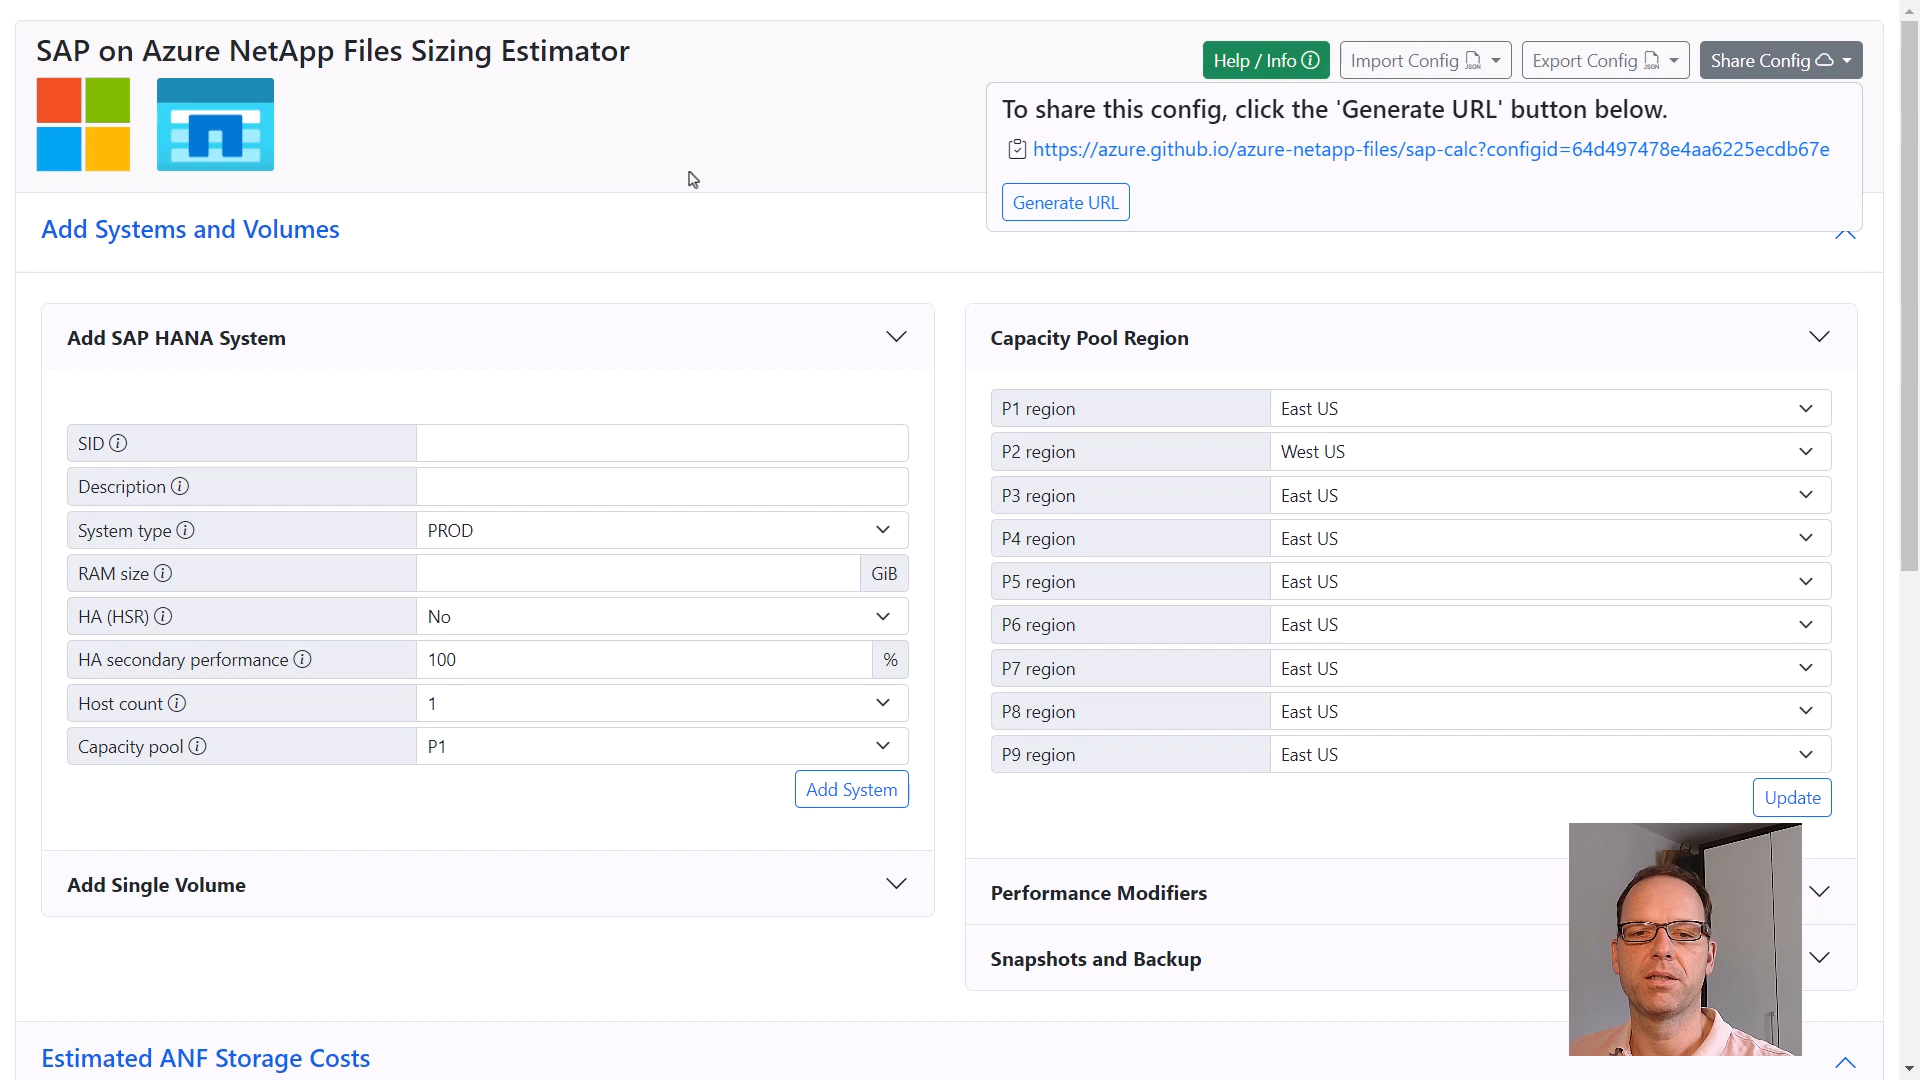 SAP on Azure NetApp Files Sizing Estimator
Help / Info
Import Config JSON
Export Config JSON
Share Config
To share this config, click the 'Generate URL' button below.
https://azure.github.io/azure-netapp-files/sap-calc?configid=64d497478e4aa6225ecdb67e
Generate URL
Add Systems and Volumes
Add SAP HANA System
SID
Description
System type PROD
RAM size GiB
HA (HSR) No
HA secondary performance 100 %
Host count 1
Capacity pool P1
Add System
Add Single Volume
Capacity Pool Region
P1 region East US
P2 region West US
P3 region East US
P4 region East US
P5 region East US
P6 region East US
P7 region East US
P8 region East US
P9 region East US
Update
Performance Modifiers
Snapshots and Backup
Estimated ANF Storage Costs